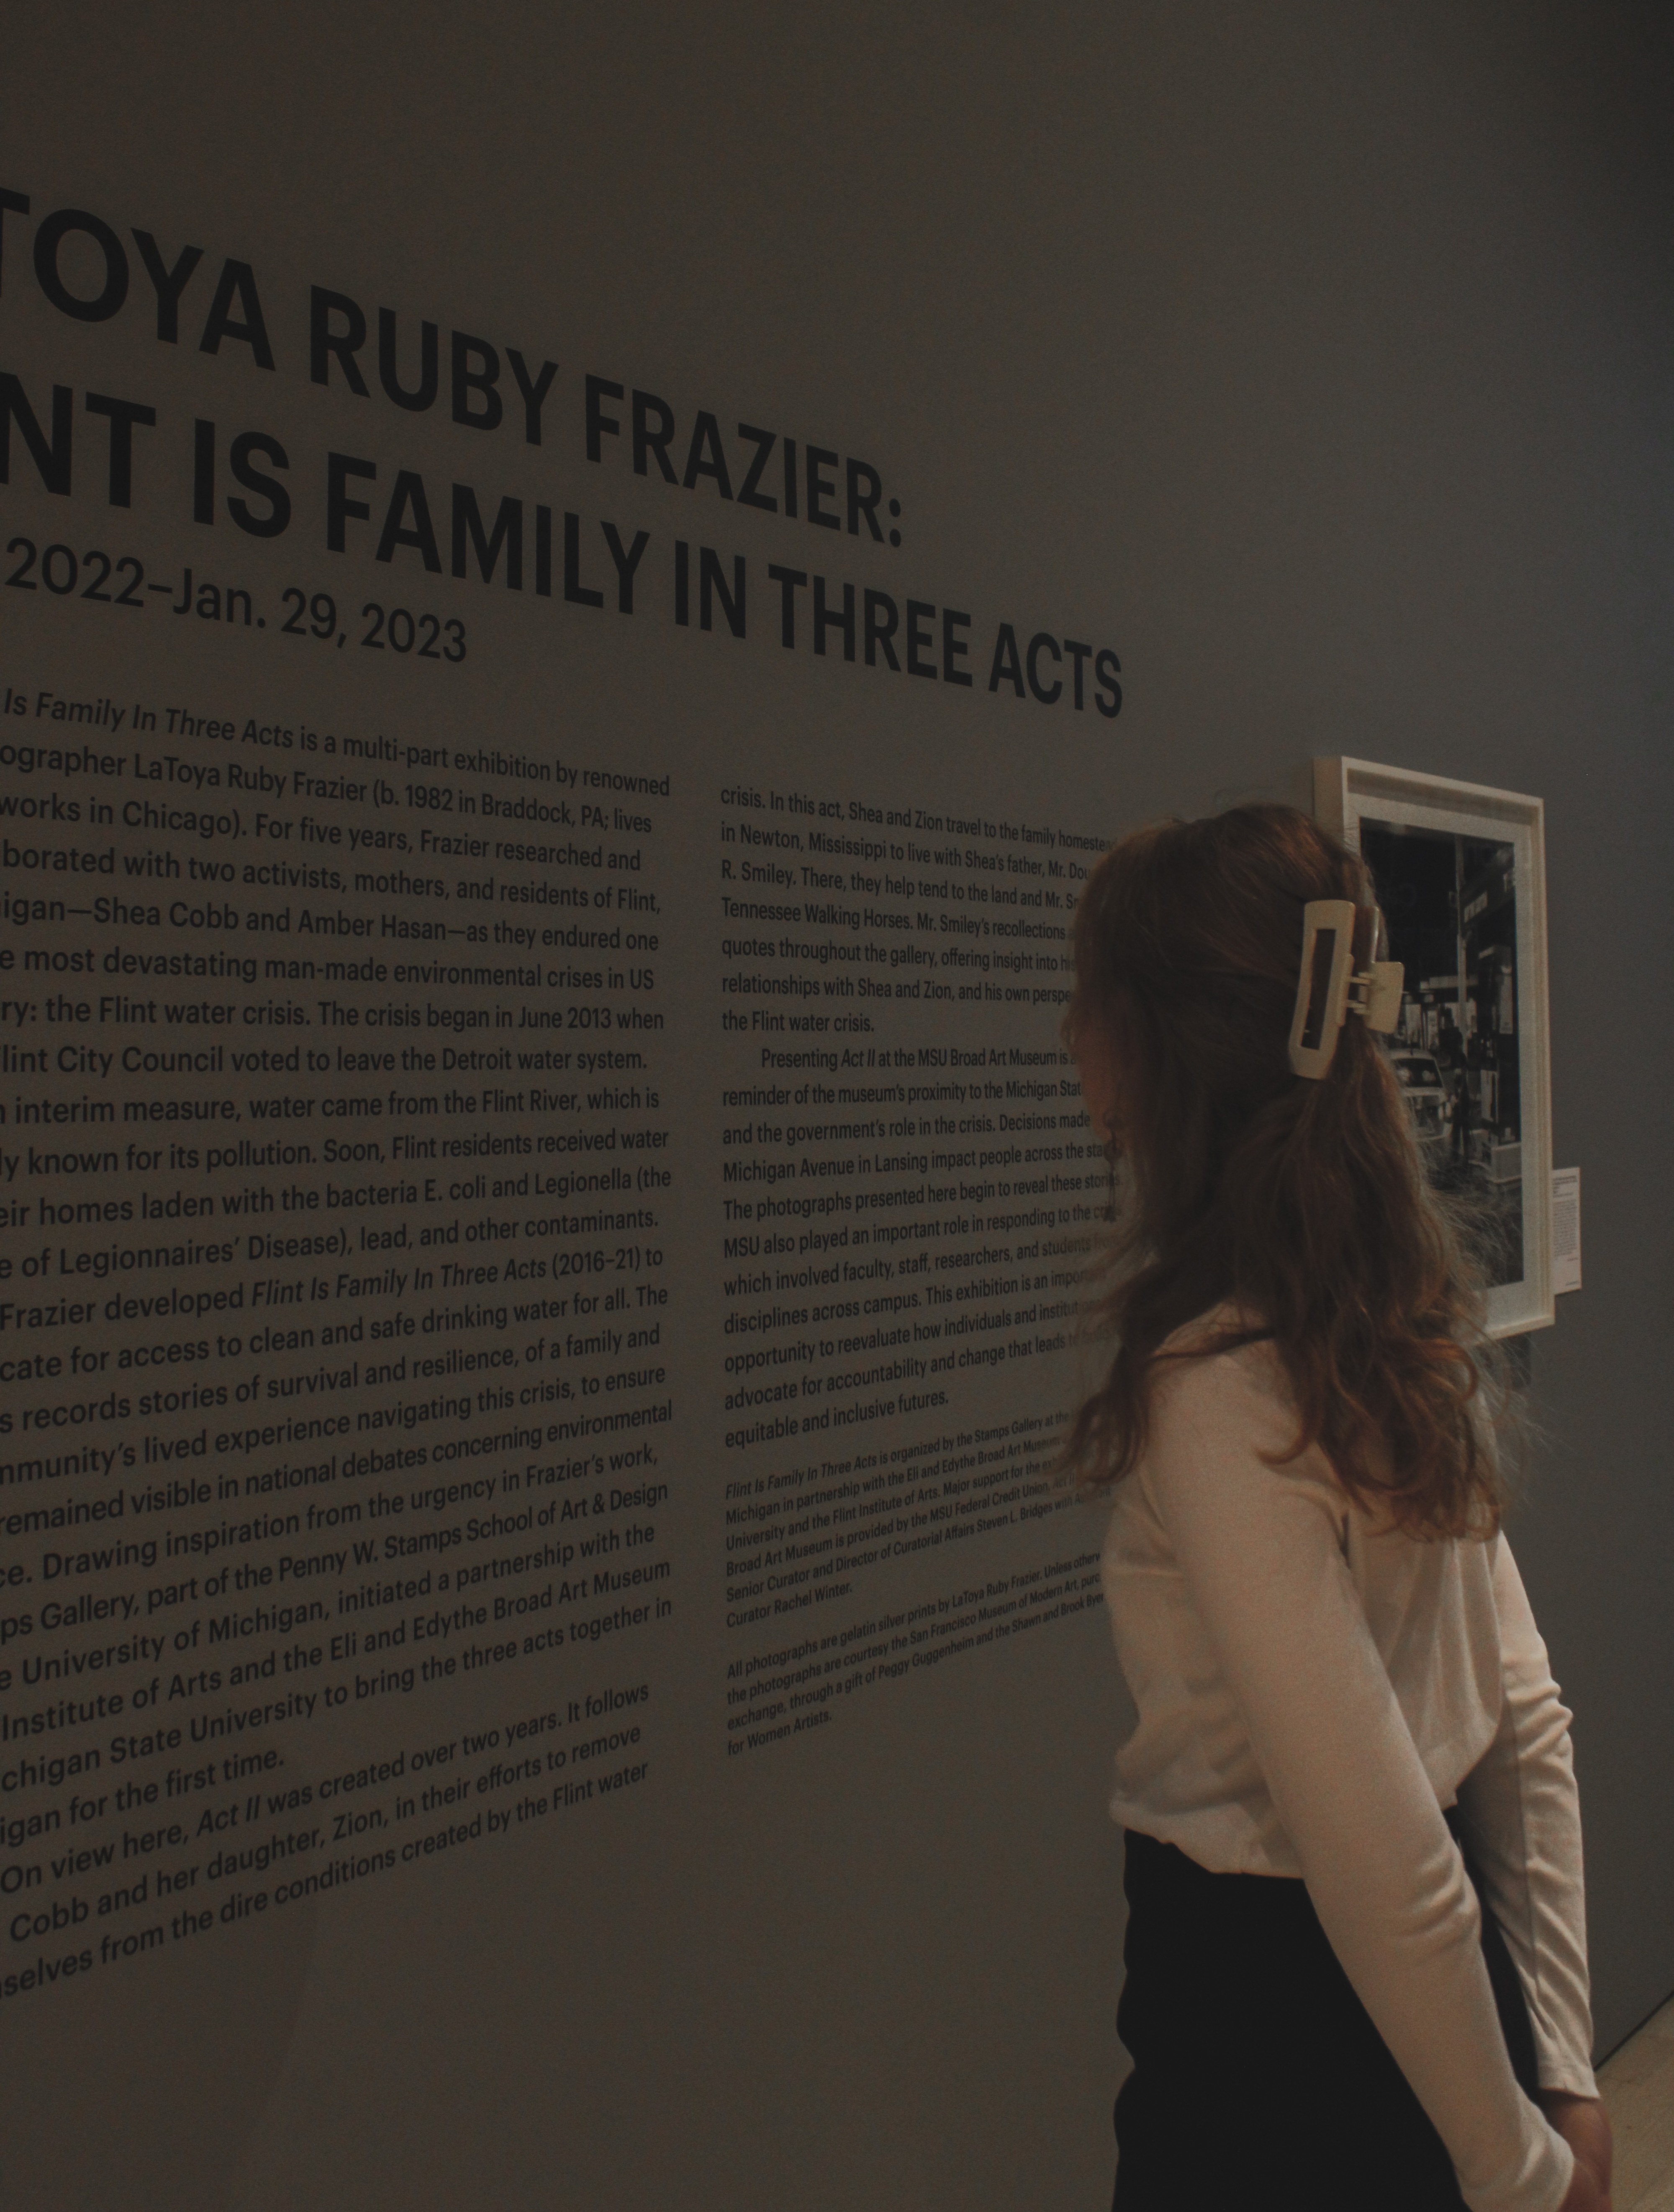 TOYA RUBY FRAZIER:
NT IS FAMILY IN THREE ACTS
2022–Jan. 29, 2023
Is Family In Three Acts is a multi-part exhibition by renowned
ographer LaToya Ruby Frazier (b. 1982 in Braddock, PA; lives
works in Chicago). For five years, Frazier researched and
borated with two activists, mothers, and residents of Flint,
igan—Shea Cobb and Amber Hasan—as they endured one
e most devastating man-made environmental crises in US
ry: the Flint water crisis. The crisis began in June 2013 when
lint City Council voted to leave the Detroit water system.
n interim measure, water came from the Flint River, which is
ly known for its pollution. Soon, Flint residents received water
eir homes laden with the bacteria E. coli and Legionella (the
e of Legionnaires’ Disease), lead, and other contaminants.
Frazier developed Flint Is Family In Three Acts (2016–21) to
cate for access to clean and safe drinking water for all. The
s records stories of survival and resilience, of a family and
mmunity’s lived experience navigating this crisis, to ensure
remained visible in national debates concerning environmental
ce. Drawing inspiration from the urgency in Frazier’s work,
ps Gallery, part of the Penny W. Stamps School of Art & Design
e University of Michigan, initiated a partnership with the
Institute of Arts and the Eli and Edythe Broad Art Museum
chigan State University to bring the three acts together in
igan for the first time.
On view here, Act II was created over two years. It follows
Cobb and her daughter, Zion, in their efforts to remove
selves from the dire conditions created by the Flint water
crisis. In this act, Shea and Zion travel to the family homestea
in Newton, Mississippi to live with Shea’s father, Mr. Dou
R. Smiley. There, they help tend to the land and Mr. Sm
Tennessee Walking Horses. Mr. Smiley’s recollections
quotes throughout the gallery, offering insight into hi
relationships with Shea and Zion, and his own perspe
the Flint water crisis.
Presenting Act II at the MSU Broad Art Museum is a
reminder of the museum’s proximity to the Michigan Stat
and the government’s role in the crisis. Decisions made
Michigan Avenue in Lansing impact people across the sta
The photographs presented here begin to reveal these stories.
MSU also played an important role in responding to the
which involved faculty, staff, researchers, and students
disciplines across campus. This exhibition is an impor
opportunity to reevaluate how individuals and institut
advocate for accountability and change that leads to
equitable and inclusive futures.
Flint Is Family In Three Acts is organized by the Stamps Gallery at the
Michigan in partnership with the Eli and Edythe Broad Art Museum
University and the Flint Institute of Arts. Major support for the
Broad Art Museum is provided by the MSU Federal Credit Union. Act II
Senior Curator and Director of Curatorial Affairs Steven L. Bridges with
Curator Rachel Winter.
All photographs are gelatin silver prints by LaToya Ruby Frazier. Unless otherw
the photographs are courtesy the San Francisco Museum of Modern Art, purc
exchange, through a gift of Peggy Guggenheim and the Shawn and Brook Byer
for Women Artists.